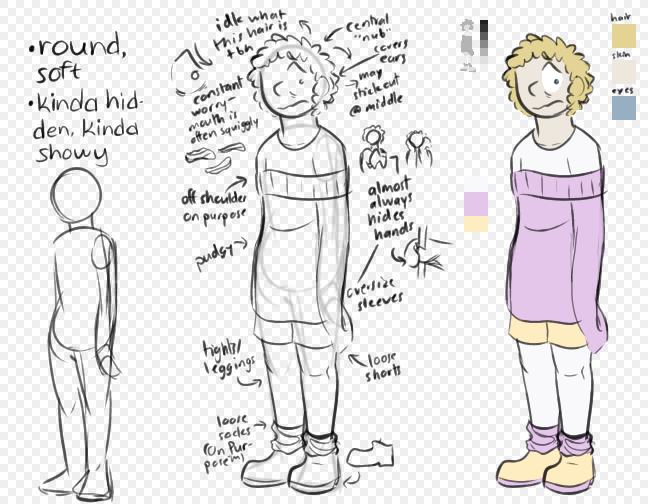 •round,
soft
•kinda hid-
den, kinda
showy
idle what
this hair is
tbh
central
"nub"
covers
ears
may
stick out
@ middle
constant
worry-
mouth is
often squiggly
off shoulder
on purpose
almost
always
hides
hands
pudgy
oversize
sleeves
tights/
leggings
loose
shorts
loose
socks
(on Pur-
pose™)
hair
skin
eyes